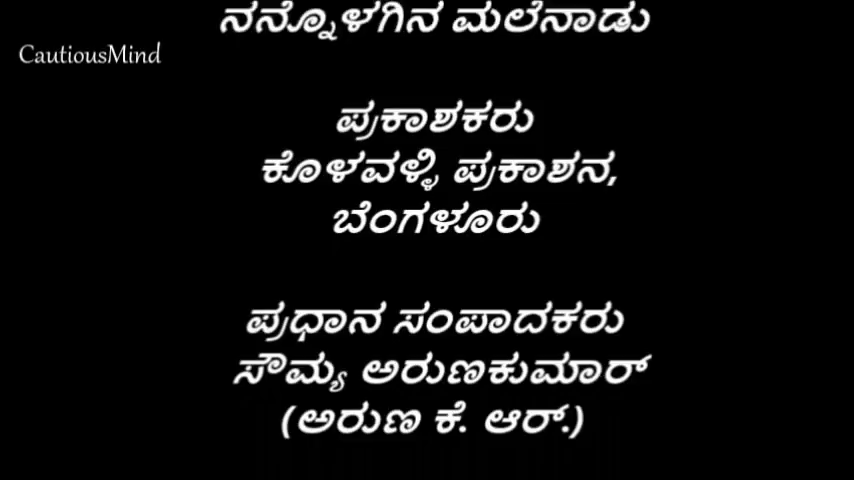 ನನ್ನೊಳಗಿನ ಮಲೆನಾಡು
CautiousMind
ಪ್ರಕಾಶಕರು
ಕೊಳವಳ್ಳಿ ಪ್ರಕಾಶನ,
ಬೆಂಗಳೂರು
ಪ್ರಧಾನ ಸಂಪಾದಕರು
ಸೌಮ್ಯ ಅರುಣಕುಮಾರ್
(ಅರುಣ ಕೆ. ಆರ್.)